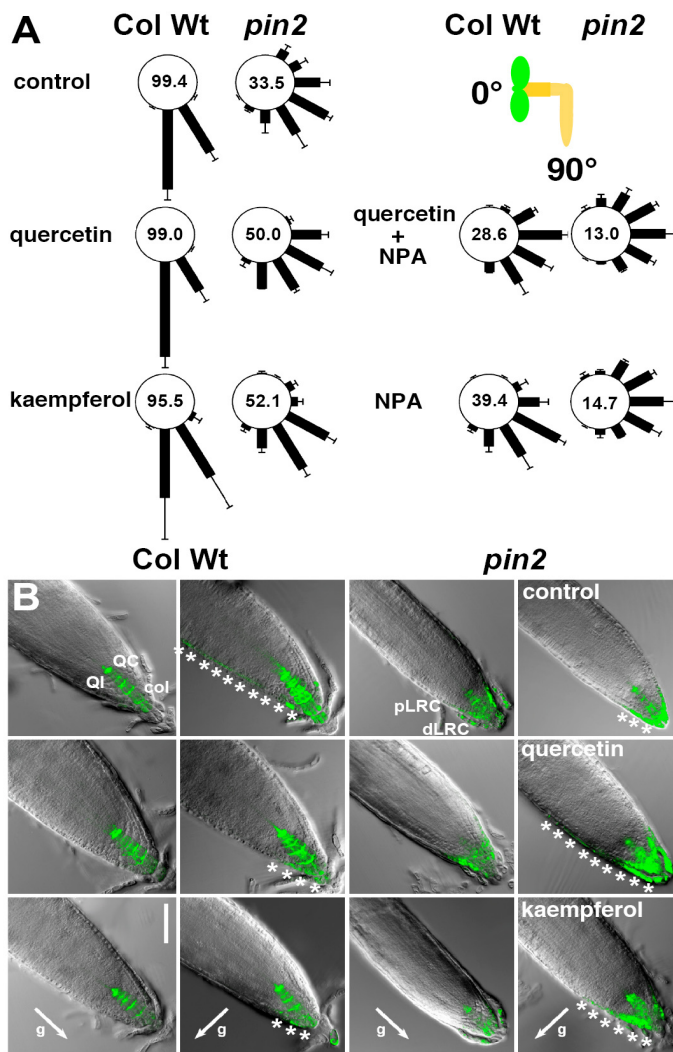 A
Col Wt pin2 Col Wt pin2
control 99.4 33.5
0°
90°
quercetin 99.0 50.0 quercetin + NPA 28.6 13.0
kaempferol 95.5 52.1 NPA 39.4 14.7
Col Wt pin2
B control
QC
QI col
pLRC
dLRC
* * * * * * * * * *
* * *
quercetin
* * * *
* * * * * * * * *
kaempferol
* * *
* * * * * *
g g g g